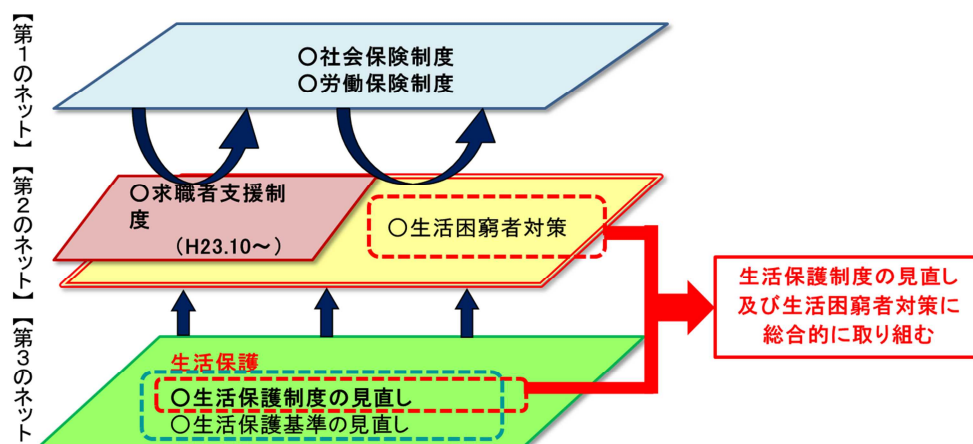 【第1のネット】
○社会保険制度
○労働保険制度
【第2のネット】
○求職者支援制
度
（H23.10～）
○生活困窮者対策
生活保護制度の見直し
及び生活困窮者対策に
総合的に取り組む
【第3のネット
生活保護
○生活保護制度の見直し
○生活保護基準の見直し